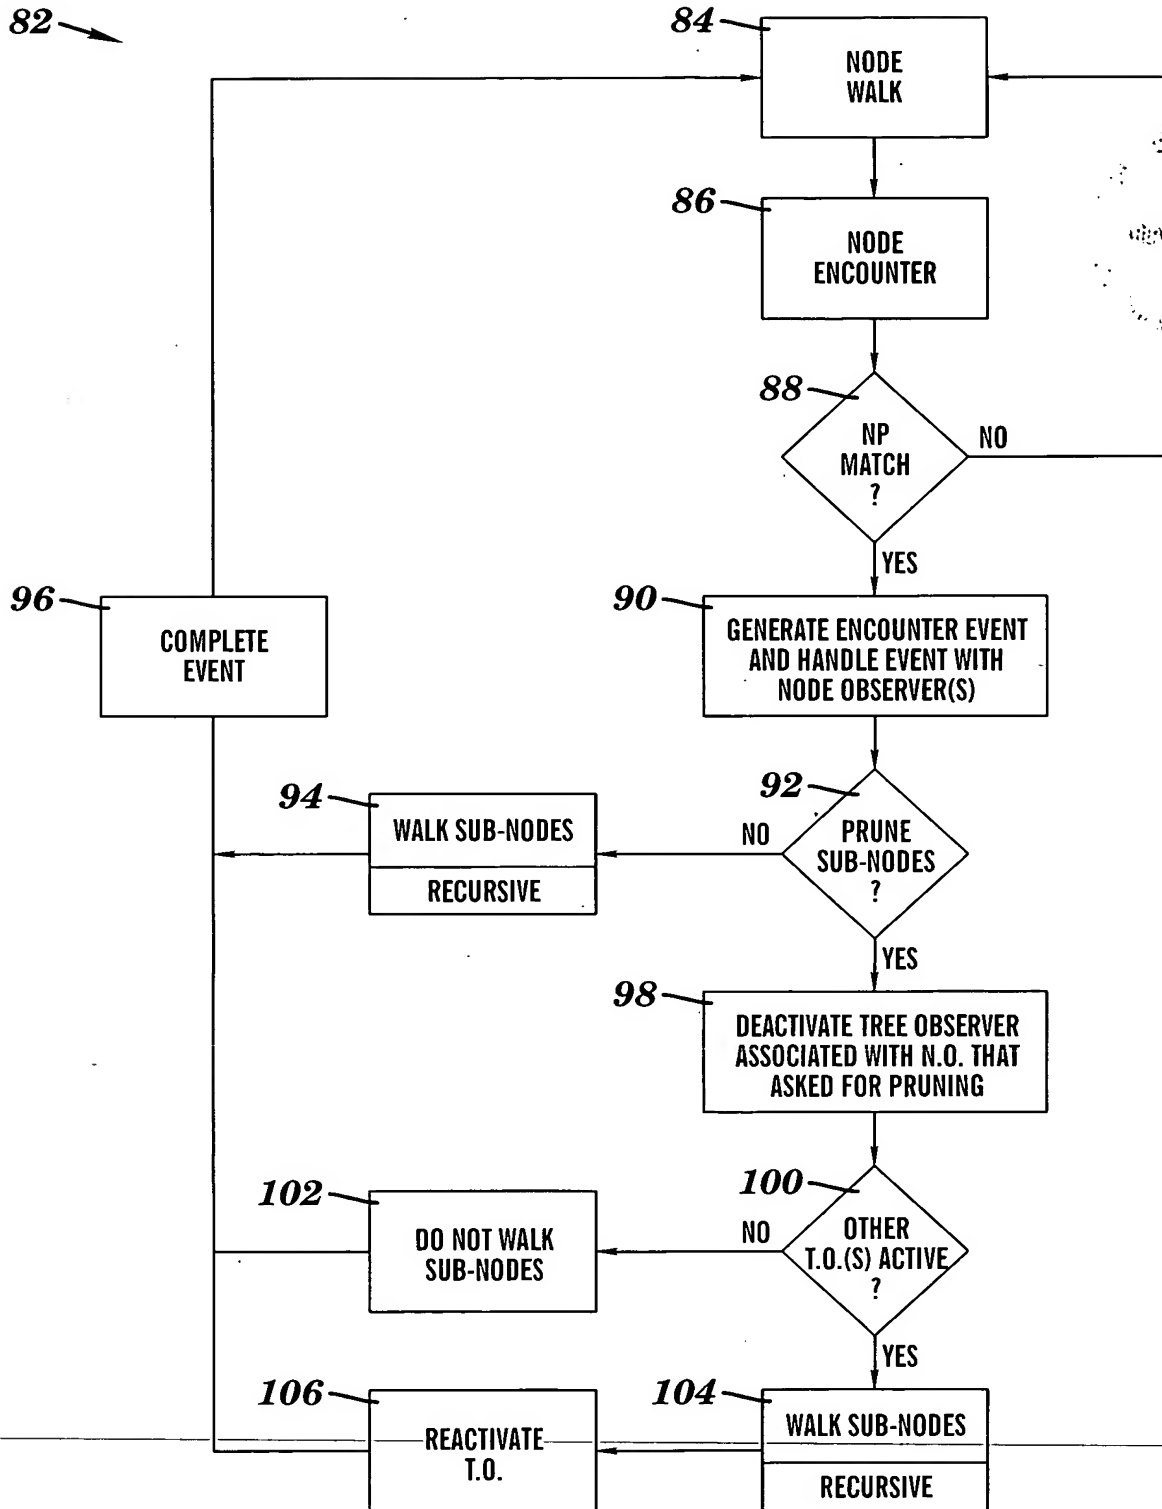 82
84
NODE
WALK
86
NODE
ENCOUNTER
88
NP
MATCH
?
NO
YES
96
COMPLETE
EVENT
90
GENERATE ENCOUNTER EVENT
AND HANDLE EVENT WITH
NODE OBSERVER(S)
92
PRUNE
SUB-NODES
?
NO
94
WALK SUB-NODES
RECURSIVE
YES
98
DEACTIVATE TREE OBSERVER
ASSOCIATED WITH N.O. THAT
ASKED FOR PRUNING
100
OTHER
T.O.(S) ACTIVE
?
NO
102
DO NOT WALK
SUB-NODES
YES
104
WALK SUB-NODES
RECURSIVE
106
REACTIVATE
T.O.